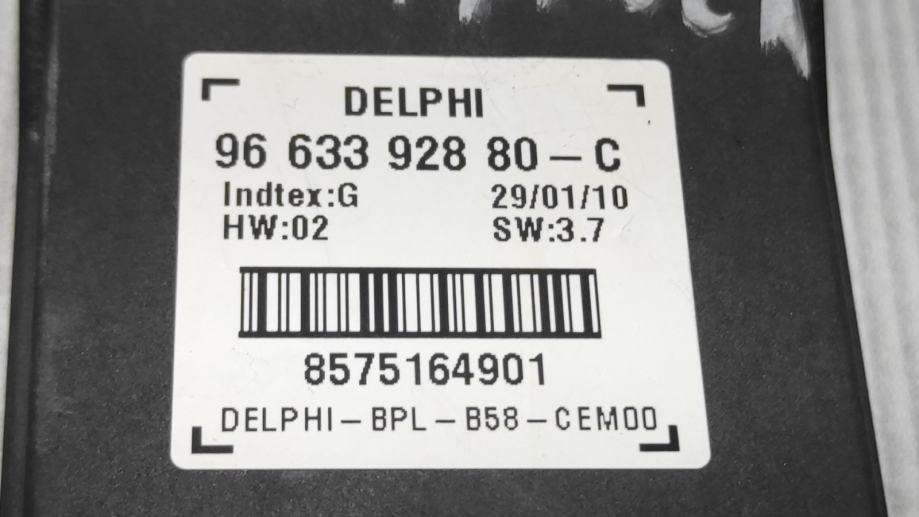 DELPHI
96 633 928 80 – C
Indtex:G 29/01/10
HW:02 SW:3.7
8575164901
DELPHI – BPL – B58 – CEM00